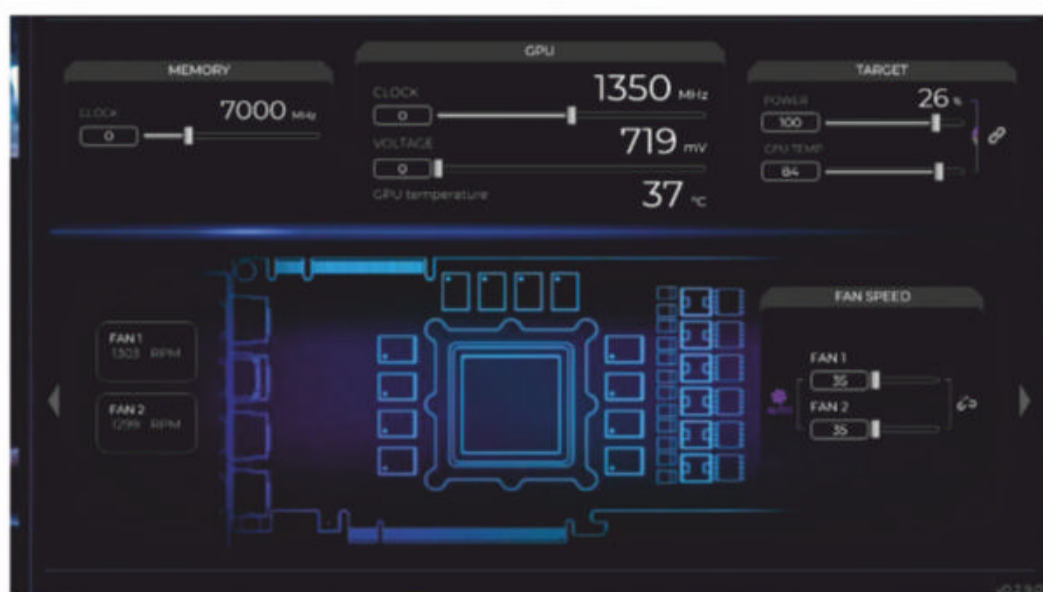 MEMORY
CLOCK
7000 MHz
0
GPU
CLOCK
1350 MHz
0
VOLTAGE
719 mV
0
GPU temperature
37 °C
TARGET
POWER
26 %
100
GPU TEMP
84
FAN 1
1303 RPM
FAN 2
1299 RPM
FAN SPEED
FAN 1
35
AUTO
FAN 2
35